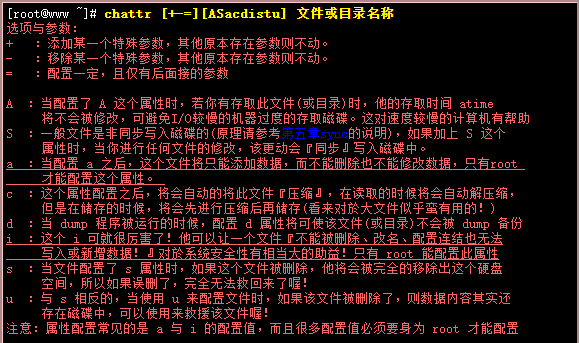 [root@www ~]# chattr [+-=][ASacdistu] 文件或目录名称
选项与参数:
+ : 添加某一个特殊参数，其他原本存在参数则不动。
- : 移除某一个特殊参数，其他原本存在参数则不动。
= : 配置一定，且仅有后面接的参数
A : 当配置了 A 这个属性时，若你有存取此文件(或目录)时，他的存取时间 atime
将不会被修改，可避免I/O较慢的机器过度的存取磁碟。这对速度较慢的计算机有帮助
S : 一般文件是非同步写入磁碟的(原理请参考第五章sync的说明)，如果加上 S 这个
属性时，当你进行任何文件的修改，该更动会『同步』写入磁碟中。
a : 当配置 a 之后，这个文件将只能添加数据，而不能删除也不能修改数据，只有root
才能配置这个属性。
c : 这个属性配置之后，将会自动的将此文件『压缩』，在读取的时候将会自动解压缩，
但是在储存的时候，将会先进行压缩后再储存(看来对於大文件似乎蛮有用的！)
d : 当 dump 程序被运行的时候，配置 d 属性将可使该文件(或目录)不会被 dump 备份
i : 这个 i 可就很厉害了！他可以让一个文件『不能被删除、改名、配置连结也无法
写入或新增数据！』对於系统安全性有相当大的助益！只有 root 能配置此属性
s : 当文件配置了 s 属性时，如果这个文件被删除，他将会被完全的移除出这个硬盘
空间，所以如果误删了，完全无法救回来了喔！
u : 与 s 相反的，当使用 u 来配置文件时，如果该文件被删除了，则数据内容其实还
存在磁碟中，可以使用来救援该文件喔！
注意：属性配置常见的是 a 与 i 的配置值，而且很多配置值必须要身为 root 才能配置